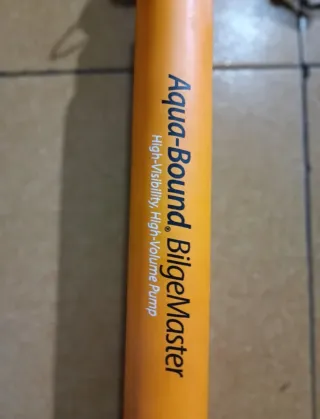 Aqua-Bound® BilgeMaster
High-Visibility, High-Volume Pump